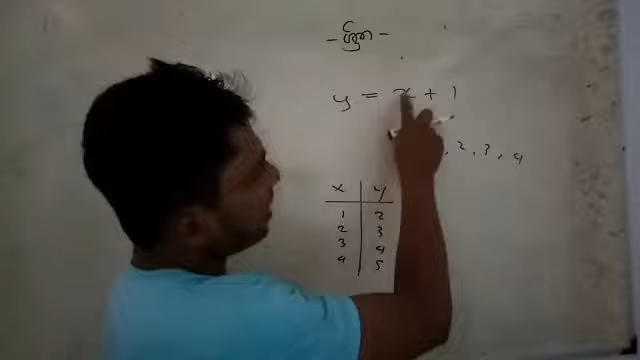 y = x + 1
, 2, 3, 4
x y
1 2
2 3
3 4
4 5